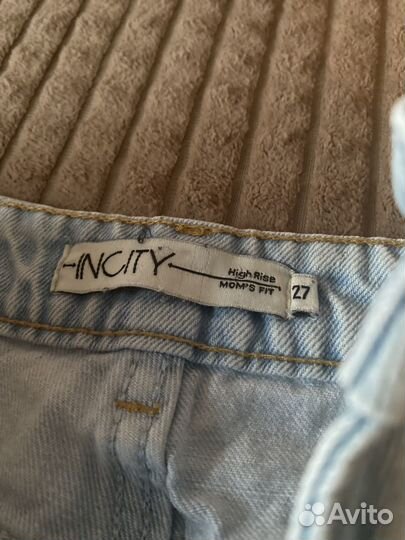 INCITY
High Rise
MOM'S FIT
27
Avito